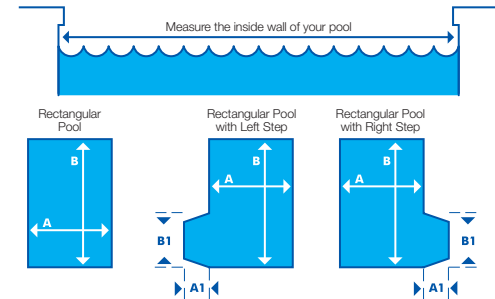 Measure the inside wall of your pool
Rectangular
Pool
B
A
Rectangular Pool
with Left Step
B
A
B1
A1
Rectangular Pool
with Right Step
B
A
B1
A1